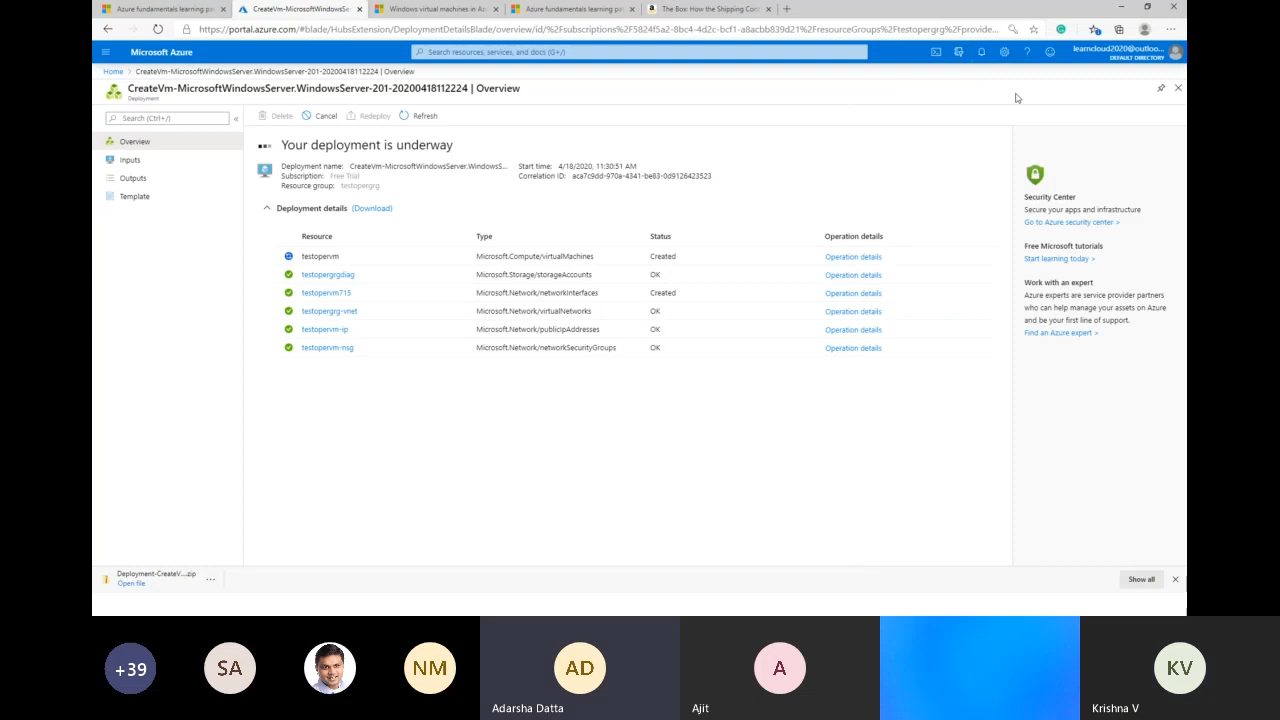 Azure fundamentals learning pat
CreateVm-MicrosoftWindowsServ
Windows virtual machines in Az
Azure fundamentals learning pat
The Box: How the Shipping Cont
https://portal.azure.com/#blade/HubsExtension/DeploymentDetailsBlade/overview/id/%2Fsubscriptions%2F5824f5a2-8bc4-4d2c-bcf1-a8acbb839d21%2FresourceGroups%2Ftestopergrg%2Fprovide...
Microsoft Azure
Search resources, services, and docs (G+/)
learncloud2020@outloo...
DEFAULT DIRECTORY
Home > CreateVm-MicrosoftWindowsServer.WindowsServer-201-20200418112224 | Overview
CreateVm-MicrosoftWindowsServer.WindowsServer-201-20200418112224 | Overview
Deployment
Search (Ctrl+/)
Overview
Inputs
Outputs
Template
Delete Cancel Redeploy Refresh
Your deployment is underway
Deployment name: CreateVm-MicrosoftWindowsServer.WindowsS... Start time: 4/18/2020, 11:30:51 AM
Subscription: Free Trial Correlation ID: aca7c9dd-970a-4341-be83-0d9126423523
Resource group: testopergrg
Deployment details (Download)
Resource Type Status Operation details
testopervm Microsoft.Compute/virtualMachines Created Operation details
testopergrgdiag Microsoft.Storage/storageAccounts OK Operation details
testopervm715 Microsoft.Network/networkInterfaces Created Operation details
testopergrg-vnet Microsoft.Network/virtualNetworks OK Operation details
testopervm-ip Microsoft.Network/publicIpAddresses OK Operation details
testopervm-nsg Microsoft.Network/networkSecurityGroups OK Operation details
Security Center
Secure your apps and infrastructure
Go to Azure security center >
Free Microsoft tutorials
Start learning today >
Work with an expert
Azure experts are service provider partners
who can help manage your assets on Azure
and be your first line of support.
Find an Azure expert >
Deployment-CreateV....zip
Open file
Show all
+39
SA
NM
AD
A
KV
Adarsha Datta
Ajit
Krishna V